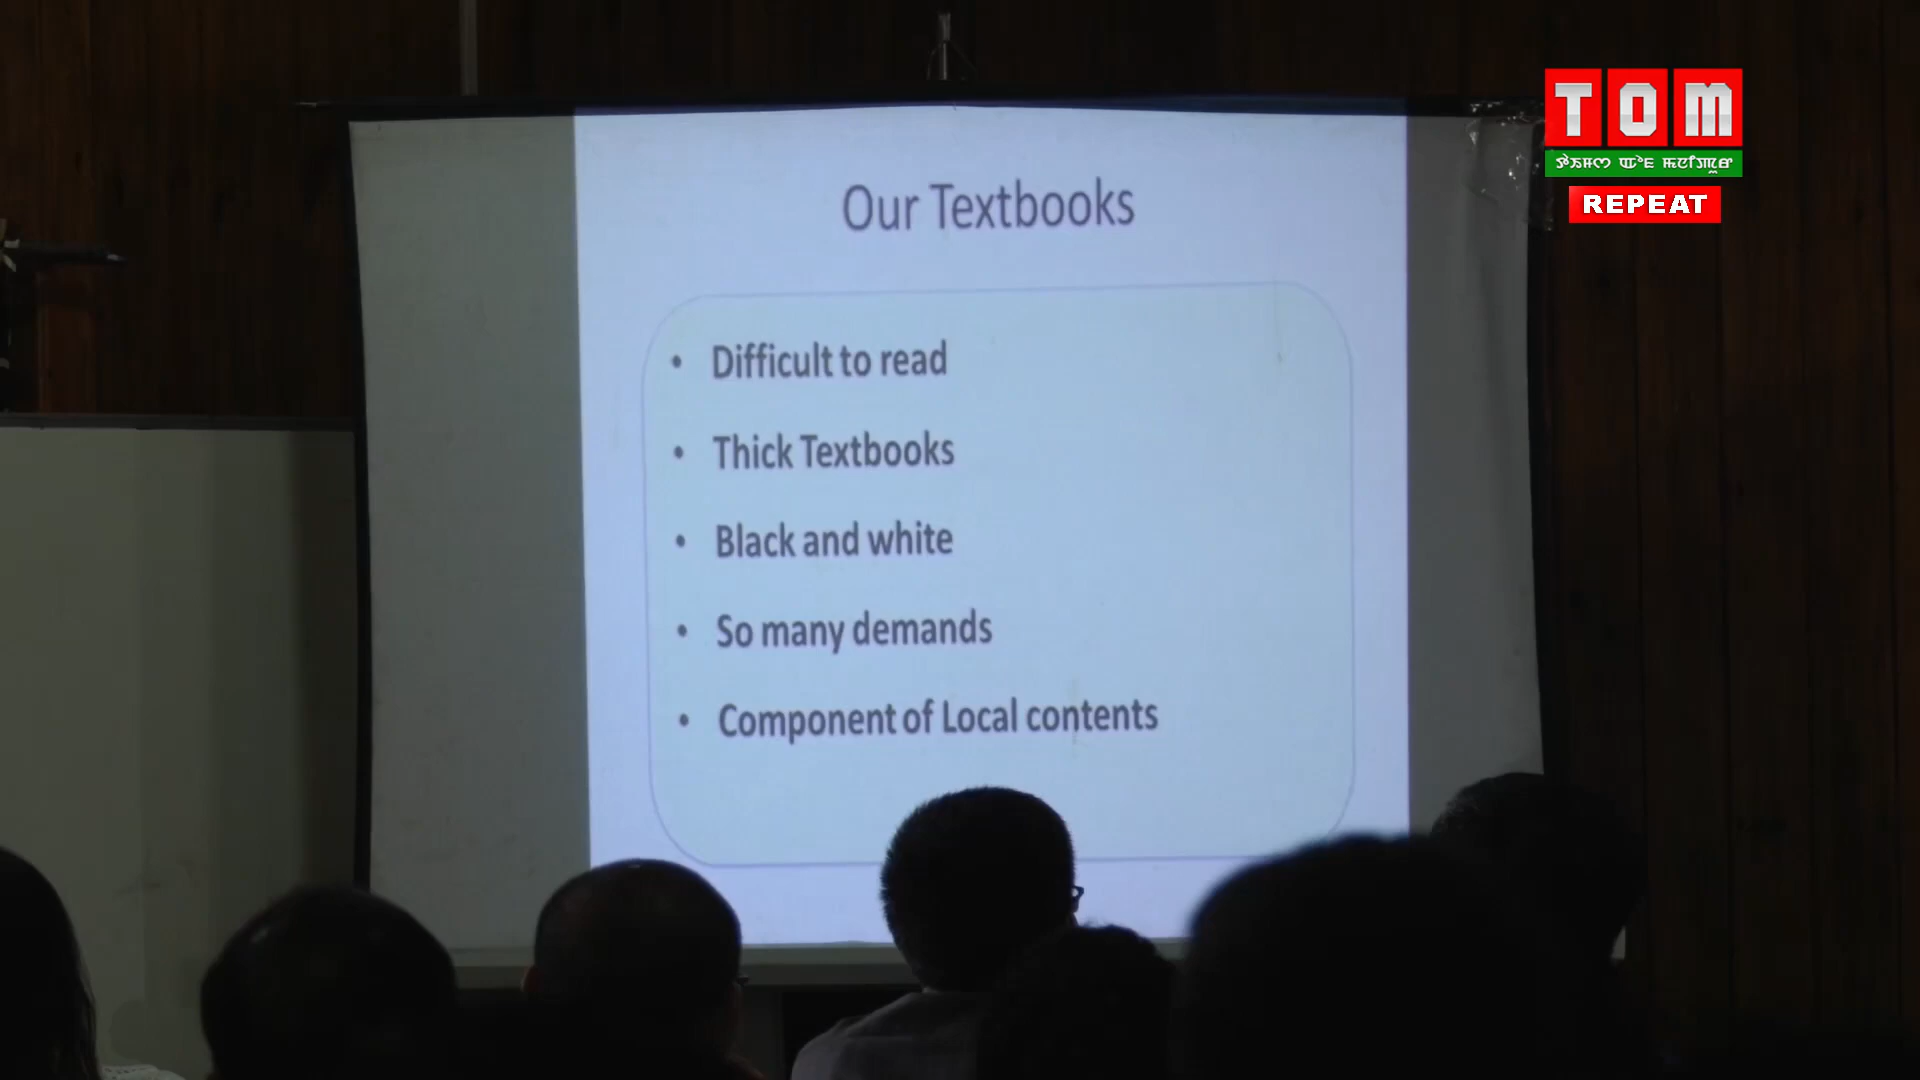 TOM
REPEAT
Our Textbooks
• Difficult to read
• Thick Textbooks
• Black and white
• So many demands
• Component of Local contents